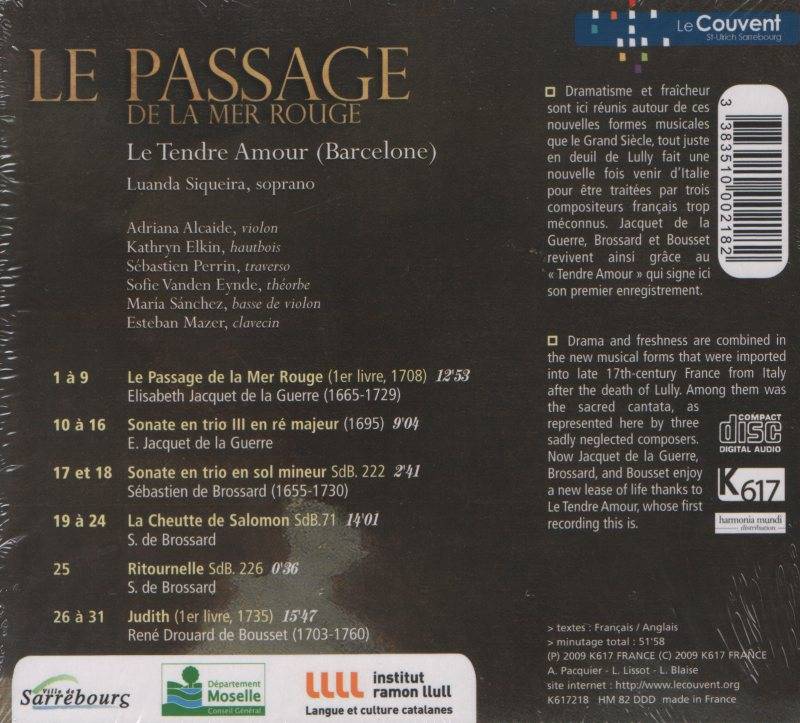 LE PASSAGE
DE LA MER ROUGE
Le Tendre Amour (Barcelone)
Luanda Siqueira, soprano
Adriana Alcaide, violon
Kathryn Elkin, hautbois
Sébastien Perrin, traverso
Sofie Vanden Eynde, théorbe
María Sánchez, basse de violon
Esteban Mazer, clavecin
1 à 9 Le Passage de la Mer Rouge (1er livre, 1708) 12'53
Elisabeth Jacquet de la Guerre (1665-1729)
10 à 16 Sonate en trio III en ré majeur (1695) 9'04
E. Jacquet de la Guerre
17 et 18 Sonate en trio en sol mineur SdB. 222 2'41
Sébastien de Brossard (1655-1730)
19 à 24 La Cheutte de Salomon SdB.71 14'01
S. de Brossard
25 Ritournelle SdB. 226 0'36
S. de Brossard
26 à 31 Judith (1er livre, 1735) 15'47
René Drouard de Bousset (1703-1760)
Ville de
Sarrebourg
Département
Moselle
Conseil Général
LLLL institut
ramon llull
Langue et culture catalanes
Le Couvent
St-Ulrich Sarrebourg
Dramatisme et fraîcheur
sont ici réunis autour de ces
nouvelles formes musicales
que le Grand Siècle, tout juste
en deuil de Lully fait une
nouvelle fois venir d'Italie
pour être traitées par trois
compositeurs français trop
méconnus. Jacquet de la
Guerre, Brossard et Bousset
revivent ainsi grâce au
« Tendre Amour » qui signe ici
son premier enregistrement.
3 383510 002182
Drama and freshness are combined
in the new musical forms that were imported
into late 17th-century France from Italy
after the death of Lully. Among them was
the sacred cantata, as
represented here by three
sadly neglected composers.
Now Jacquet de la Guerre,
Brossard, and Bousset enjoy
a new lease of life thanks to
Le Tendre Amour, whose first
recording this is.
COMPACT
disc
DIGITAL AUDIO
K617
harmonia mundi
distribution
> textes : Français / Anglais
> minutage total : 51'58
(P) 2009 K617 FRANCE (C) 2009 K617 FRANCE
A. Pacquier - L. Lissot - L. Blaise
site internet : http://www.lecouvent.org
K617218 HM 82 DDD made in France